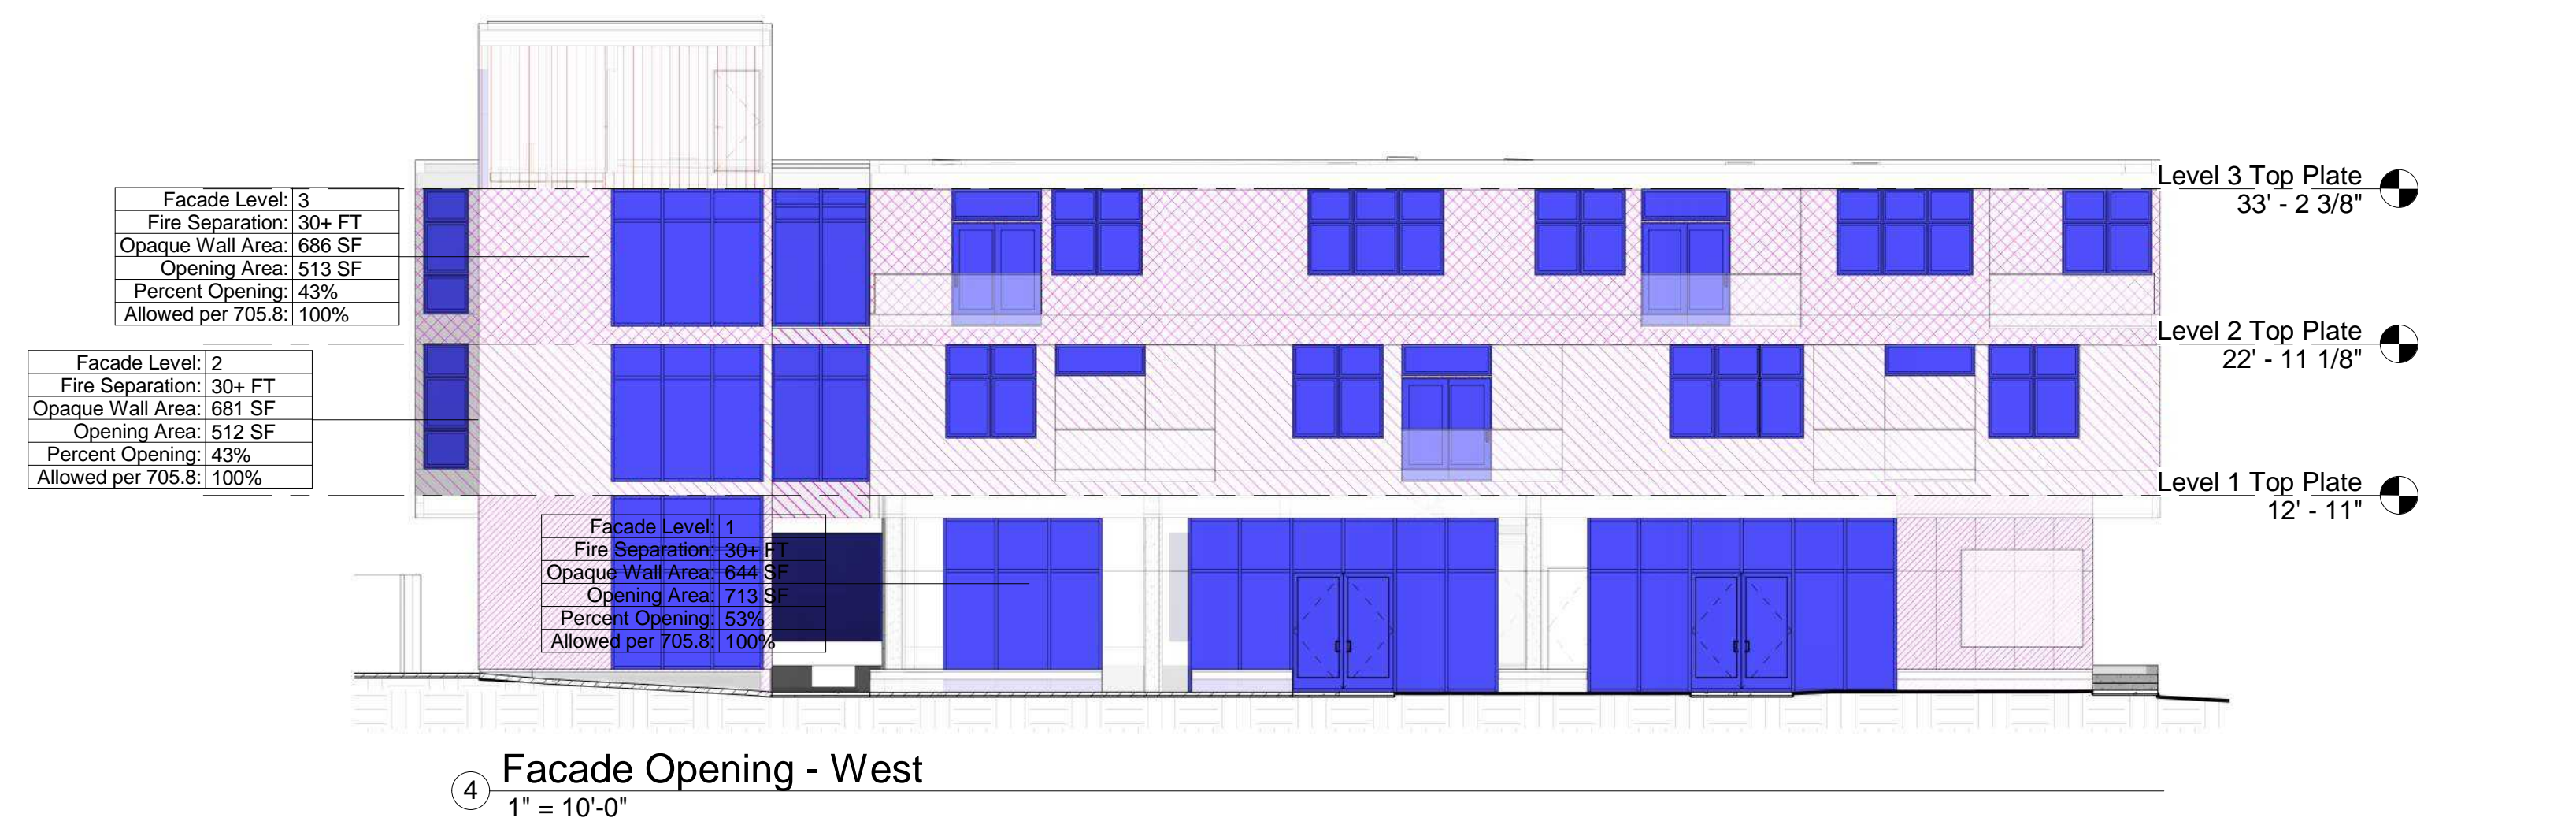 Facade Level: 3
Fire Separation: 30+ FT
Opaque Wall Area: 686 SF
Opening Area: 513 SF
Percent Opening: 43%
Allowed per 705.8: 100%
Facade Level: 2
Fire Separation: 30+ FT
Opaque Wall Area: 681 SF
Opening Area: 512 SF
Percent Opening: 43%
Allowed per 705.8: 100%
Facade Level: 1
Fire Separation: 30+ FT
Opaque Wall Area: 644 SF
Opening Area: 713 SF
Percent Opening: 53%
Allowed per 705.8: 100%
Level 3 Top Plate
33' - 2 3/8"
Level 2 Top Plate
22' - 11 1/8"
Level 1 Top Plate
12' - 11"
4 Facade Opening - West
1" = 10'-0"